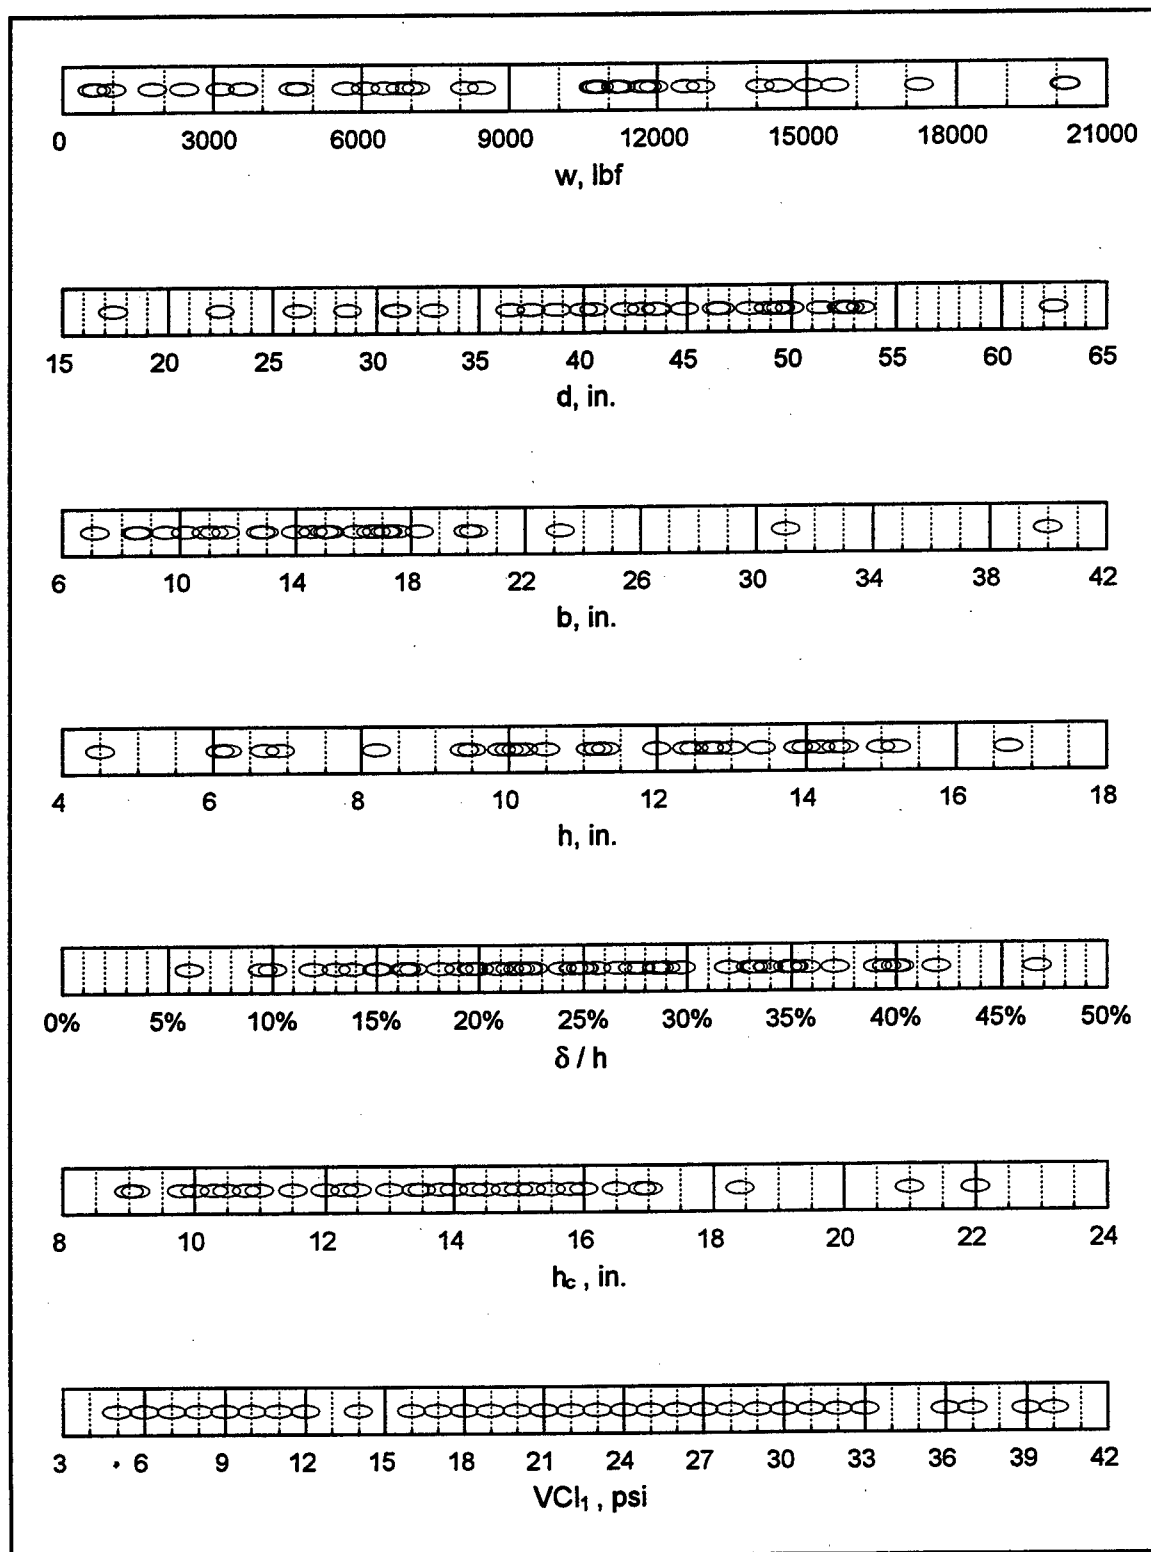 0 3000 6000 9000 12000 15000 18000 21000
w, lbf
15 20 25 30 35 40 45 50 55 60 65
d, in.
6 10 14 18 22 26 30 34 38 42
b, in.
4 6 8 10 12 14 16 18
h, in.
0% 5% 10% 15% 20% 25% 30% 35% 40% 45% 50%
δ / h
8 10 12 14 16 18 20 22 24
hc , in.
3 6 9 12 15 18 21 24 27 30 33 36 39 42
VCI1 , psi